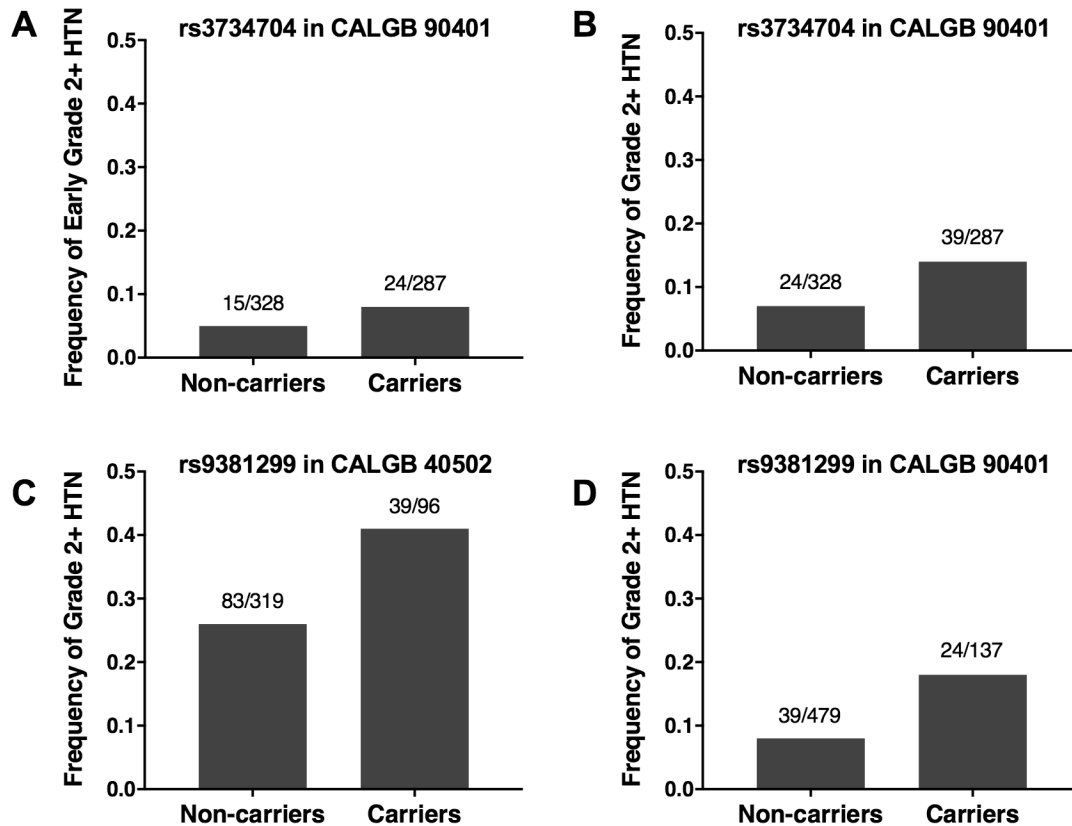 A
rs3734704 in CALGB 90401
Frequency of Early Grade 2+ HTN
0.5
0.4
0.3
0.2
0.1
0.0
15/328
24/287
Non-carriers
Carriers
B
rs3734704 in CALGB 90401
Frequency of Grade 2+ HTN
0.5
0.4
0.3
0.2
0.1
0.0
24/328
39/287
Non-carriers
Carriers
C
rs9381299 in CALGB 40502
Frequency of Grade 2+ HTN
0.5
0.4
0.3
0.2
0.1
0.0
83/319
39/96
Non-carriers
Carriers
D
rs9381299 in CALGB 90401
Frequency of Grade 2+ HTN
0.5
0.4
0.3
0.2
0.1
0.0
39/479
24/137
Non-carriers
Carriers